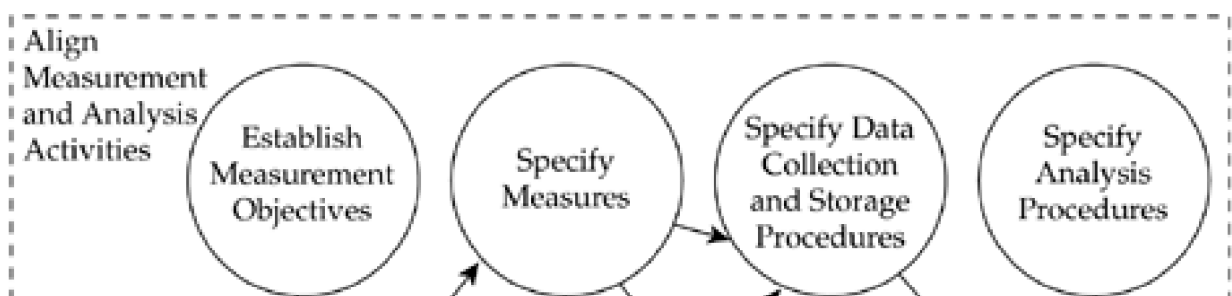 Align
Measurement
and Analysis
Activities
Establish
Measurement
Objectives
Specify
Measures
Specify Data
Collection
and Storage
Procedures
Specify
Analysis
Procedures